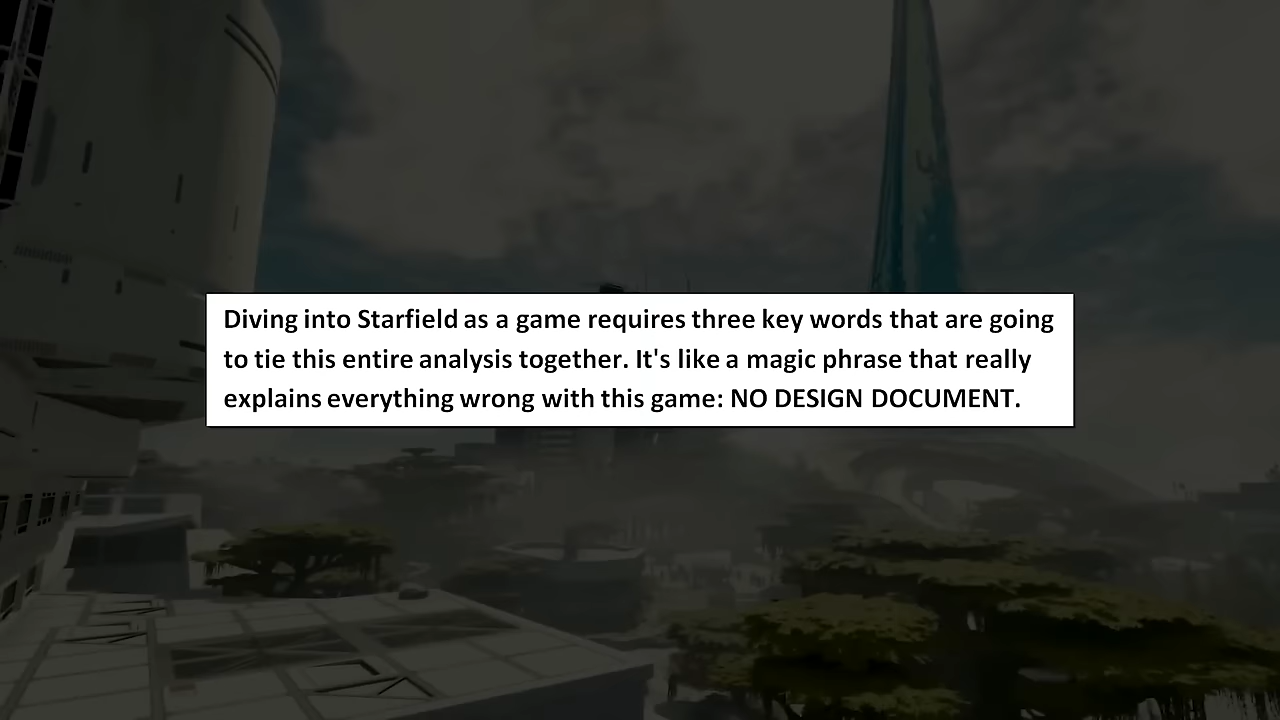 Diving into Starfield as a game requires three key words that are going
to tie this entire analysis together. It's like a magic phrase that really
explains everything wrong with this game: NO DESIGN DOCUMENT.